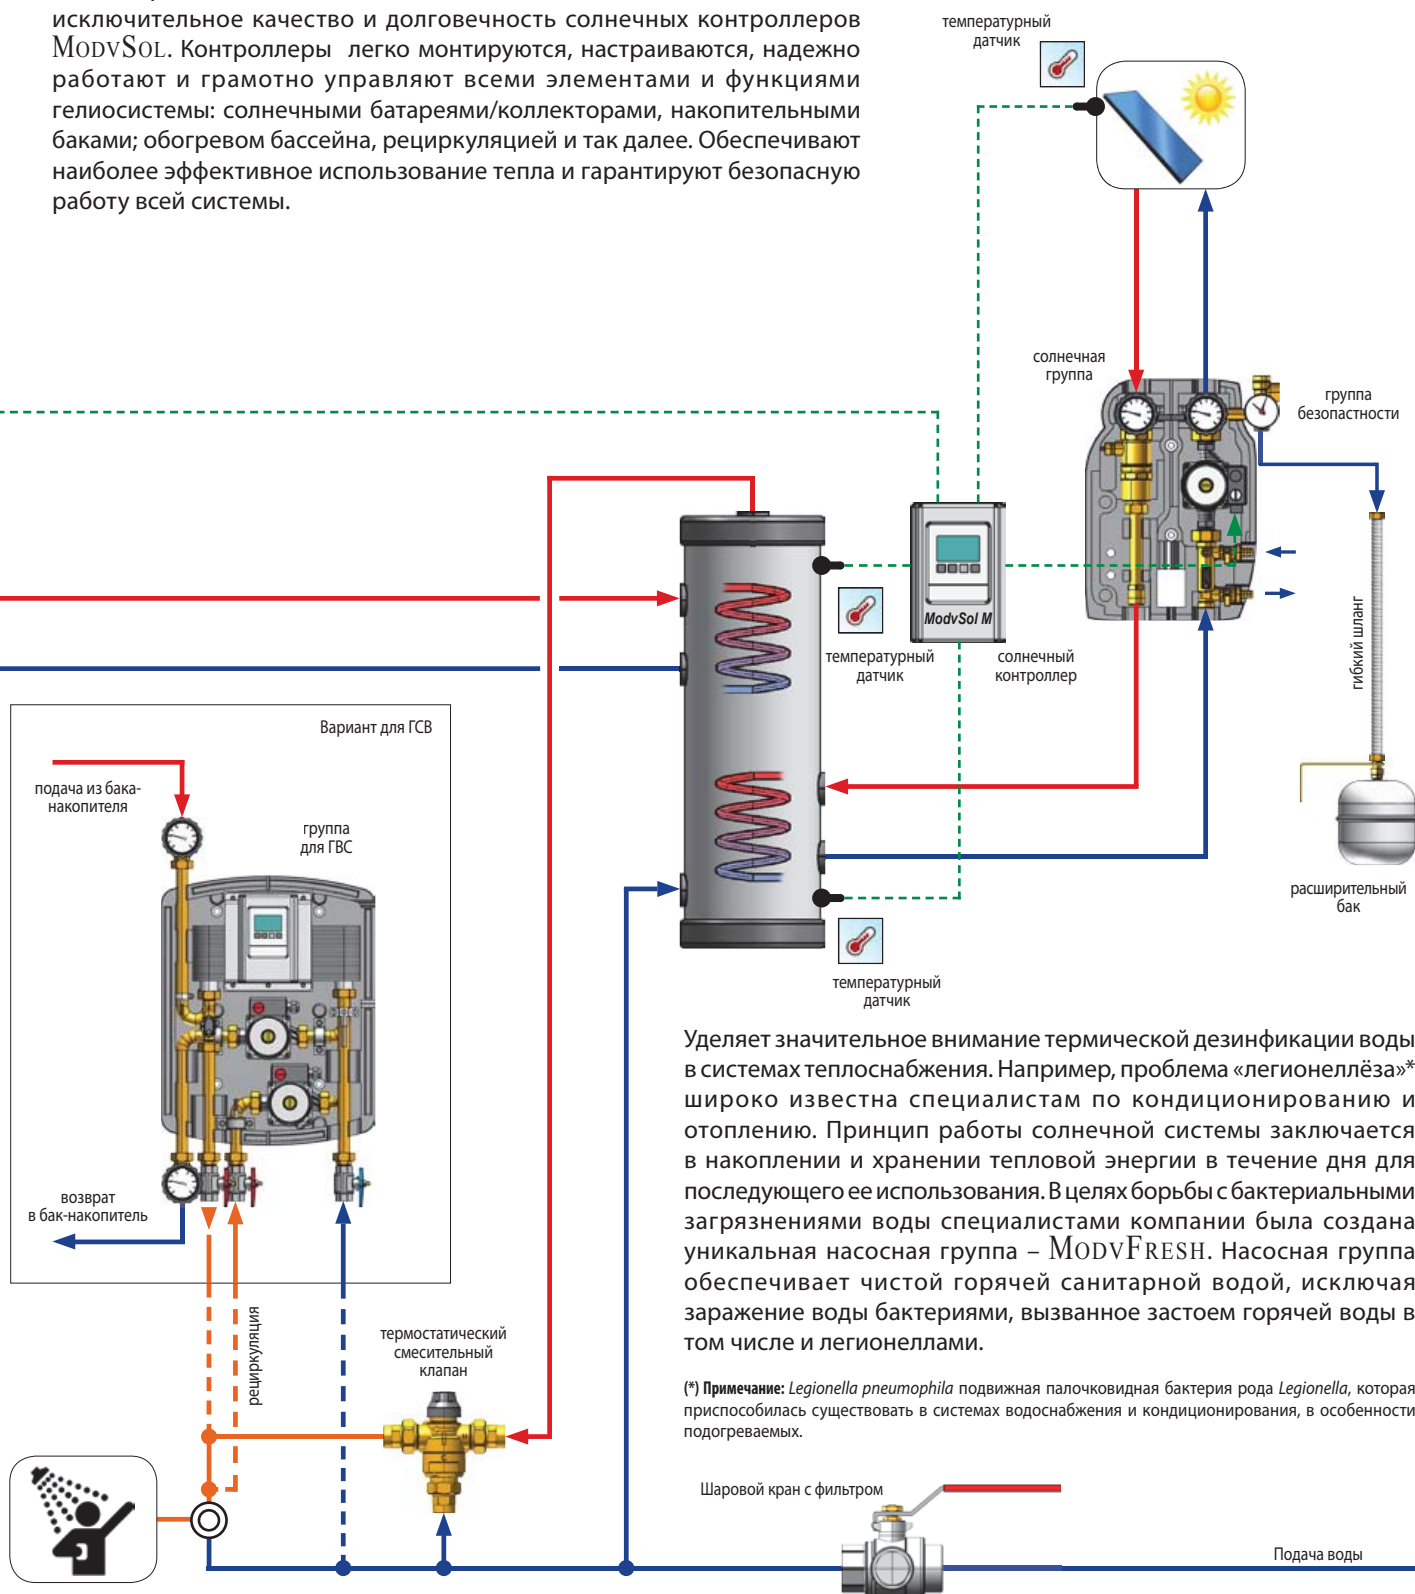 исключительное качество и долговечность солнечных контроллеров
MODVSOL. Контроллеры легко монтируются, настраиваются, надежно
работают и грамотно управляют всеми элементами и функциями
гелиосистемы: солнечными батареями/коллекторами, накопительными
баками; обогревом бассейна, рециркуляцией и так далее. Обеспечивают
наиболее эффективное использование тепла и гарантируют безопасную
работу всей системы.
температурный
датчик
солнечная
группа
группа
безопастности
гибкий шланг
ModvSol M
температурный
датчик
солнечный
контроллер
Вариант для ГСВ
подача из бака-
накопителя
группа
для ГВС
расширительный
бак
температурный
датчик
возврат
в бак-накопитель
рециркуляция
термостатический
смесительный
клапан
Уделяет значительное внимание термической дезинфикации воды
в системах теплоснабжения. Например, проблема «легионеллёза»*
широко известна специалистам по кондиционированию и
отоплению. Принцип работы солнечной системы заключается
в накоплении и хранении тепловой энергии в течение дня для
последующего ее использования. В целях борьбы с бактериальными
загрязнениями воды специалистами компании была создана
уникальная насосная группа – MODVFRESH. Насосная группа
обеспечивает чистой горячей санитарной водой, исключая
заражение воды бактериями, вызванное застоем горячей воды в
том числе и легионеллами.
(*) Примечание: Legionella pneumophila подвижная палочковидная бактерия рода Legionella, которая
приспособилась существовать в системах водоснабжения и кондиционирования, в особенности
подогреваемых.
Шаровой кран с фильтром
Подача воды